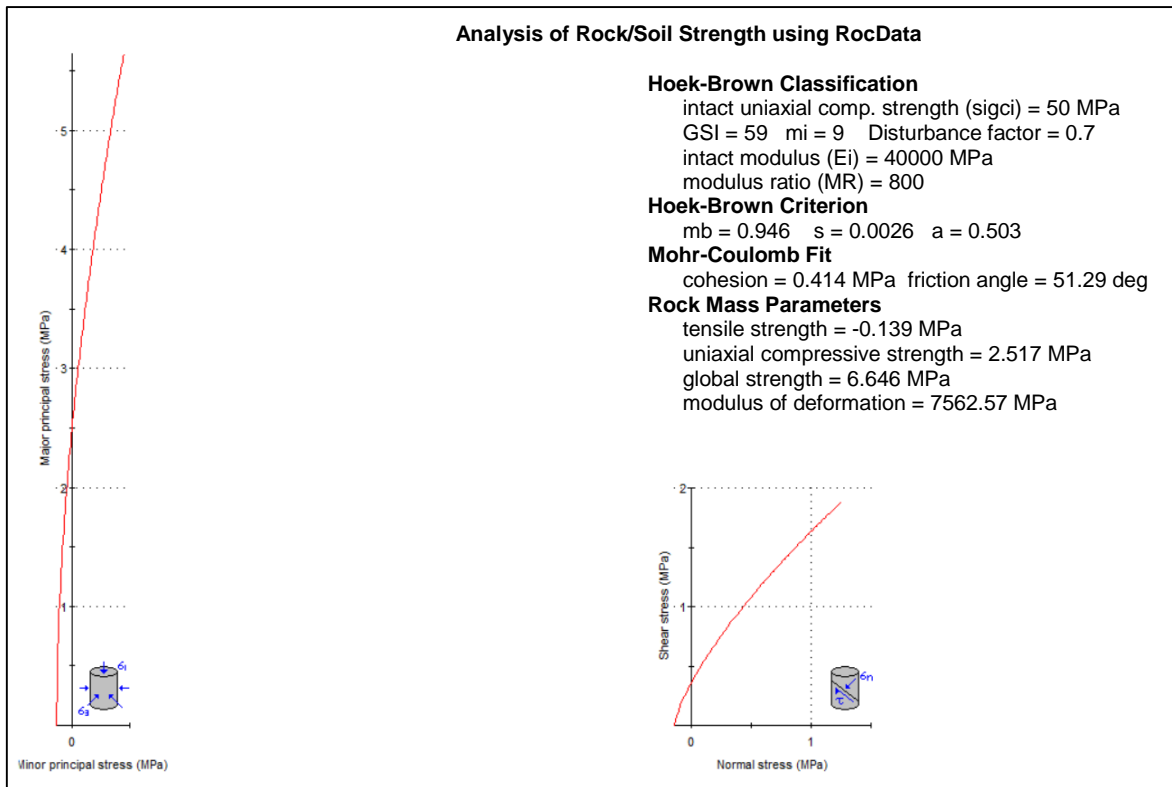 Analysis of Rock/Soil Strength using RocData
Hoek-Brown Classification
intact uniaxial comp. strength (sigci) = 50 MPa
GSI = 59 mi = 9 Disturbance factor = 0.7
intact modulus (Ei) = 40000 MPa
modulus ratio (MR) = 800
Hoek-Brown Criterion
mb = 0.946 s = 0.0026 a = 0.503
Mohr-Coulomb Fit
cohesion = 0.414 MPa friction angle = 51.29 deg
Rock Mass Parameters
tensile strength = -0.139 MPa
uniaxial compressive strength = 2.517 MPa
global strength = 6.646 MPa
modulus of deformation = 7562.57 MPa
Major principal stress (MPa)
5
4
3
2
1
0
σ1
σ3
Minor principal stress (MPa)
Shear stress (MPa)
2
1
0
1
σn
τ
Normal stress (MPa)